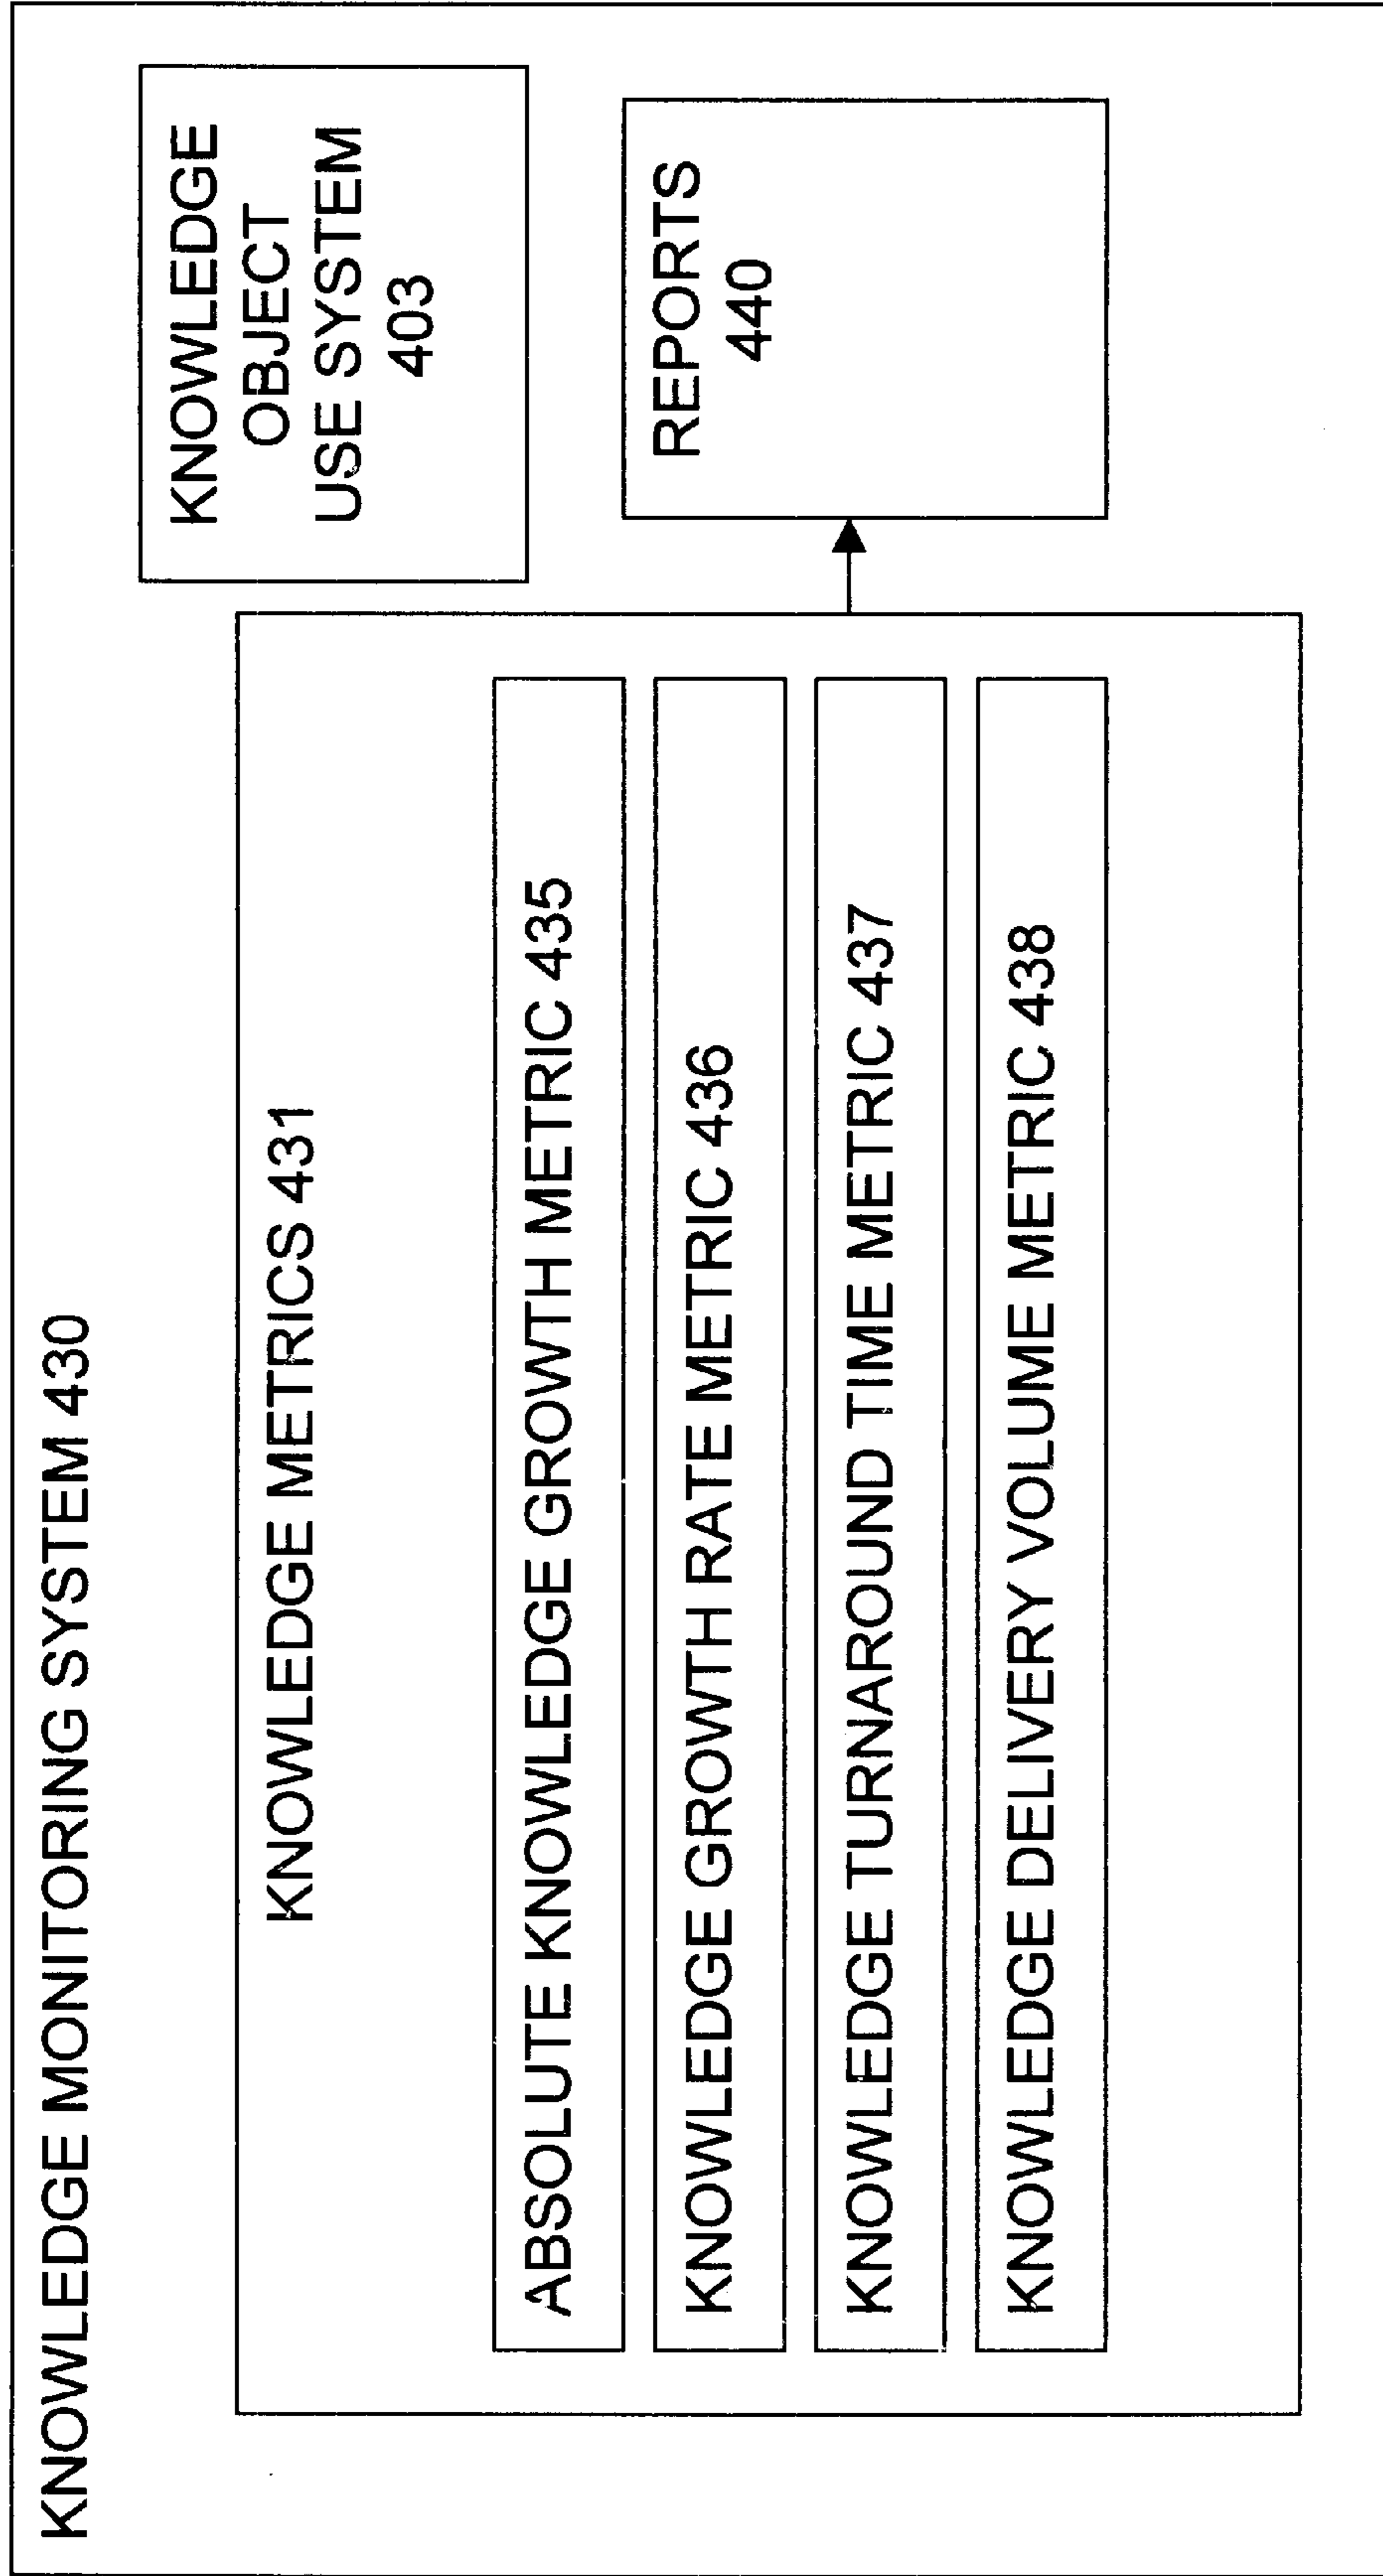 KNOWLEDGE MONITORING SYSTEM 430
KNOWLEDGE METRICS 431
ABSOLUTE KNOWLEDGE GROWTH METRIC 435
KNOWLEDGE GROWTH RATE METRIC 436
KNOWLEDGE TURNAROUND TIME METRIC 437
KNOWLEDGE DELIVERY VOLUME METRIC 438
KNOWLEDGE
OBJECT
USE SYSTEM
403
REPORTS
440